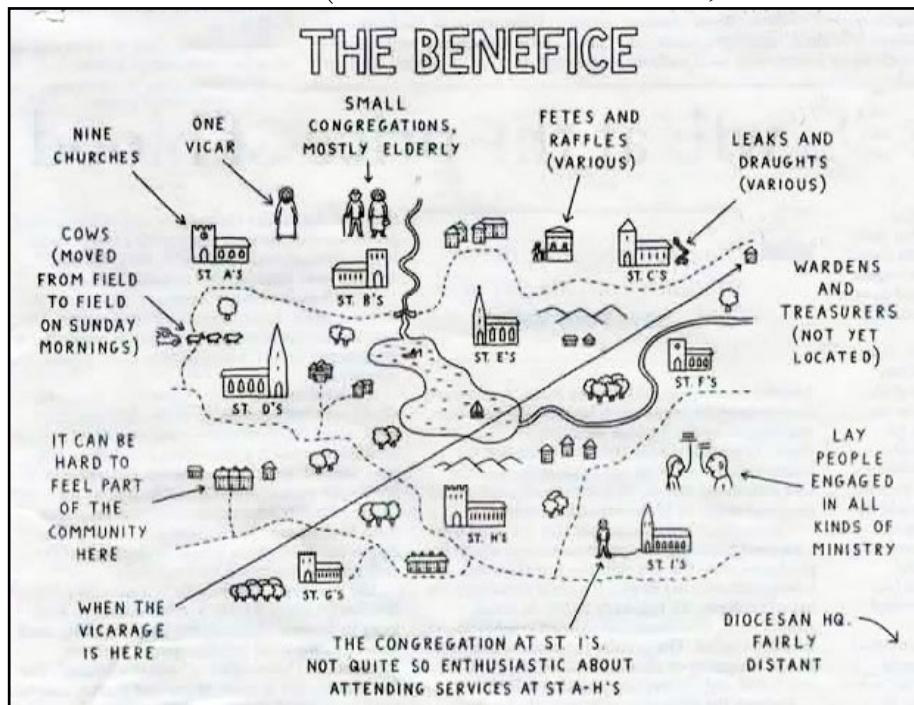 THE BENEFICE
NINE
CHURCHES
ONE
VICAR
SMALL
CONGREGATIONS,
MOSTLY ELDERLY
FETES AND
RAFFLES
(VARIOUS)
LEAKS AND
DRAUGHTS
(VARIOUS)
COWS
(MOVED
FROM FIELD
TO FIELD
ON SUNDAY
MORNINGS)
ST. A'S
ST. B'S
ST. C'S
WARDENS
AND
TREASURERS
(NOT YET
LOCATED)
ST. D'S
ST. E'S
ST. F'S
IT CAN BE
HARD TO
FEEL PART
OF THE
COMMUNITY
HERE
LAY
PEOPLE
ENGAGED
IN ALL
KINDS OF
MINISTRY
ST. G'S
ST. H'S
ST. I'S
WHEN THE
VICARAGE
IS HERE
THE CONGREGATION AT ST I'S.
NOT QUITE SO ENTHUSIASTIC ABOUT
ATTENDING SERVICES AT ST A-H'S
DIOCESAN HQ.
FAIRLY
DISTANT